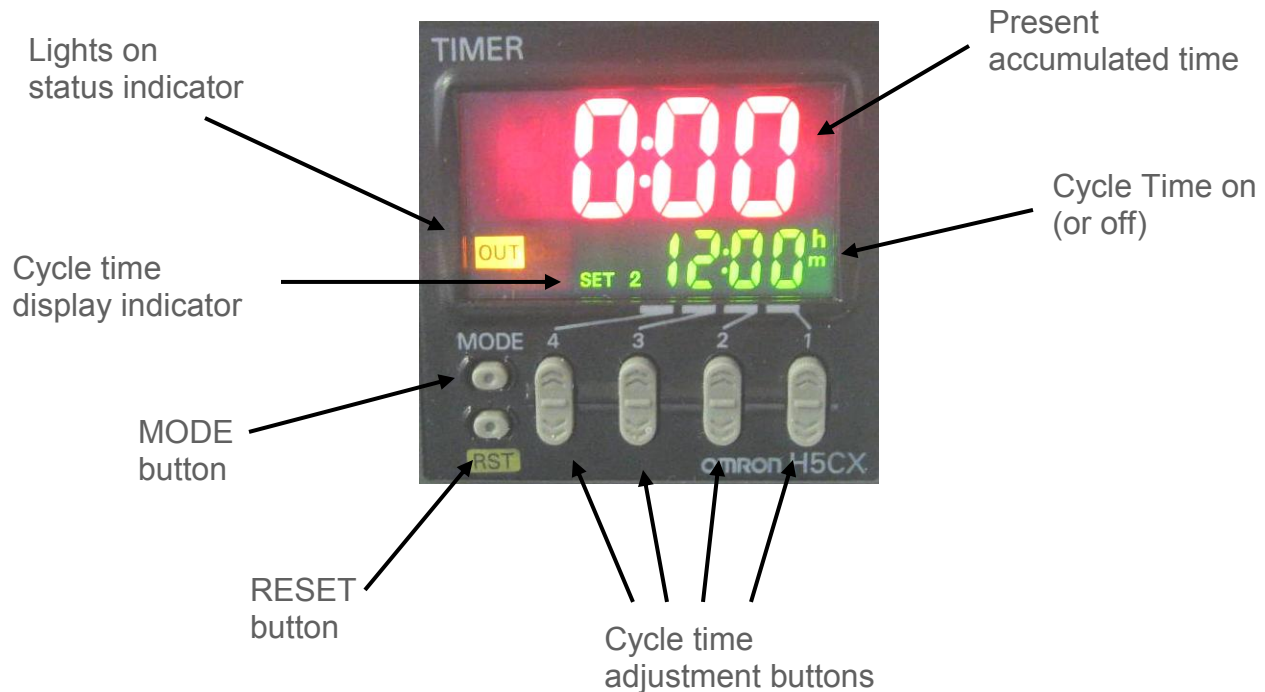 Present
accumulated time
Lights on
status indicator
TIMER
0:00
Cycle Time on
(or off)
OUT
SET 2 12:00 h
m
Cycle time
display indicator
MODE 4 3 2 1
MODE
button
RST
OMRON H5CX
RESET
button
Cycle time
adjustment buttons